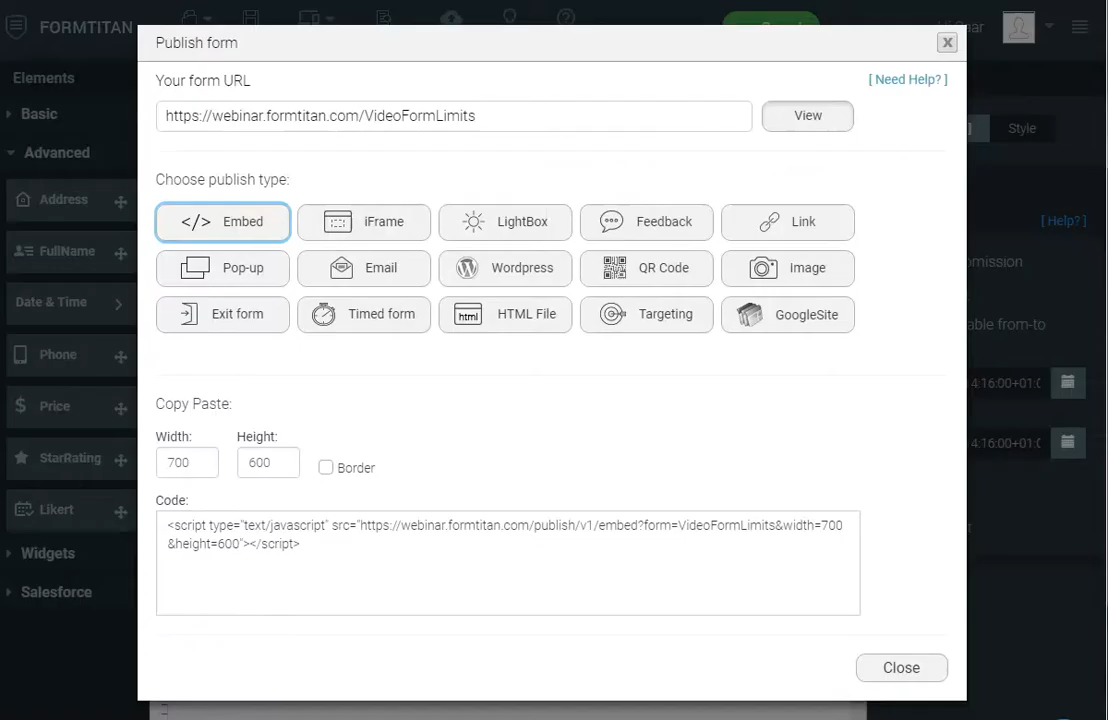 FORMTITAN
Publish form
X
Your form URL
[ Need Help? ]
https://webinar.formtitan.com/VideoFormLimits
View
Choose publish type:
</> Embed
iFrame
LightBox
Feedback
Link
Pop-up
Email
Wordpress
QR Code
Image
Exit form
Timed form
html HTML File
Targeting
GoogleSite
Copy Paste:
Width:
Height:
700
600
Border
Code:
<script type="text/javascript" src="https://webinar.formtitan.com/publish/v1/embed?form=VideoFormLimits&width=700
&height=600"></script>
Close
Elements
Basic
Advanced
Address
FullName
Date & Time
Phone
$ Price
StarRating
Likert
Widgets
Salesforce
Style
[Help? ]
omission
able from-to
4:16:00+01:0
4:16:00+01:0